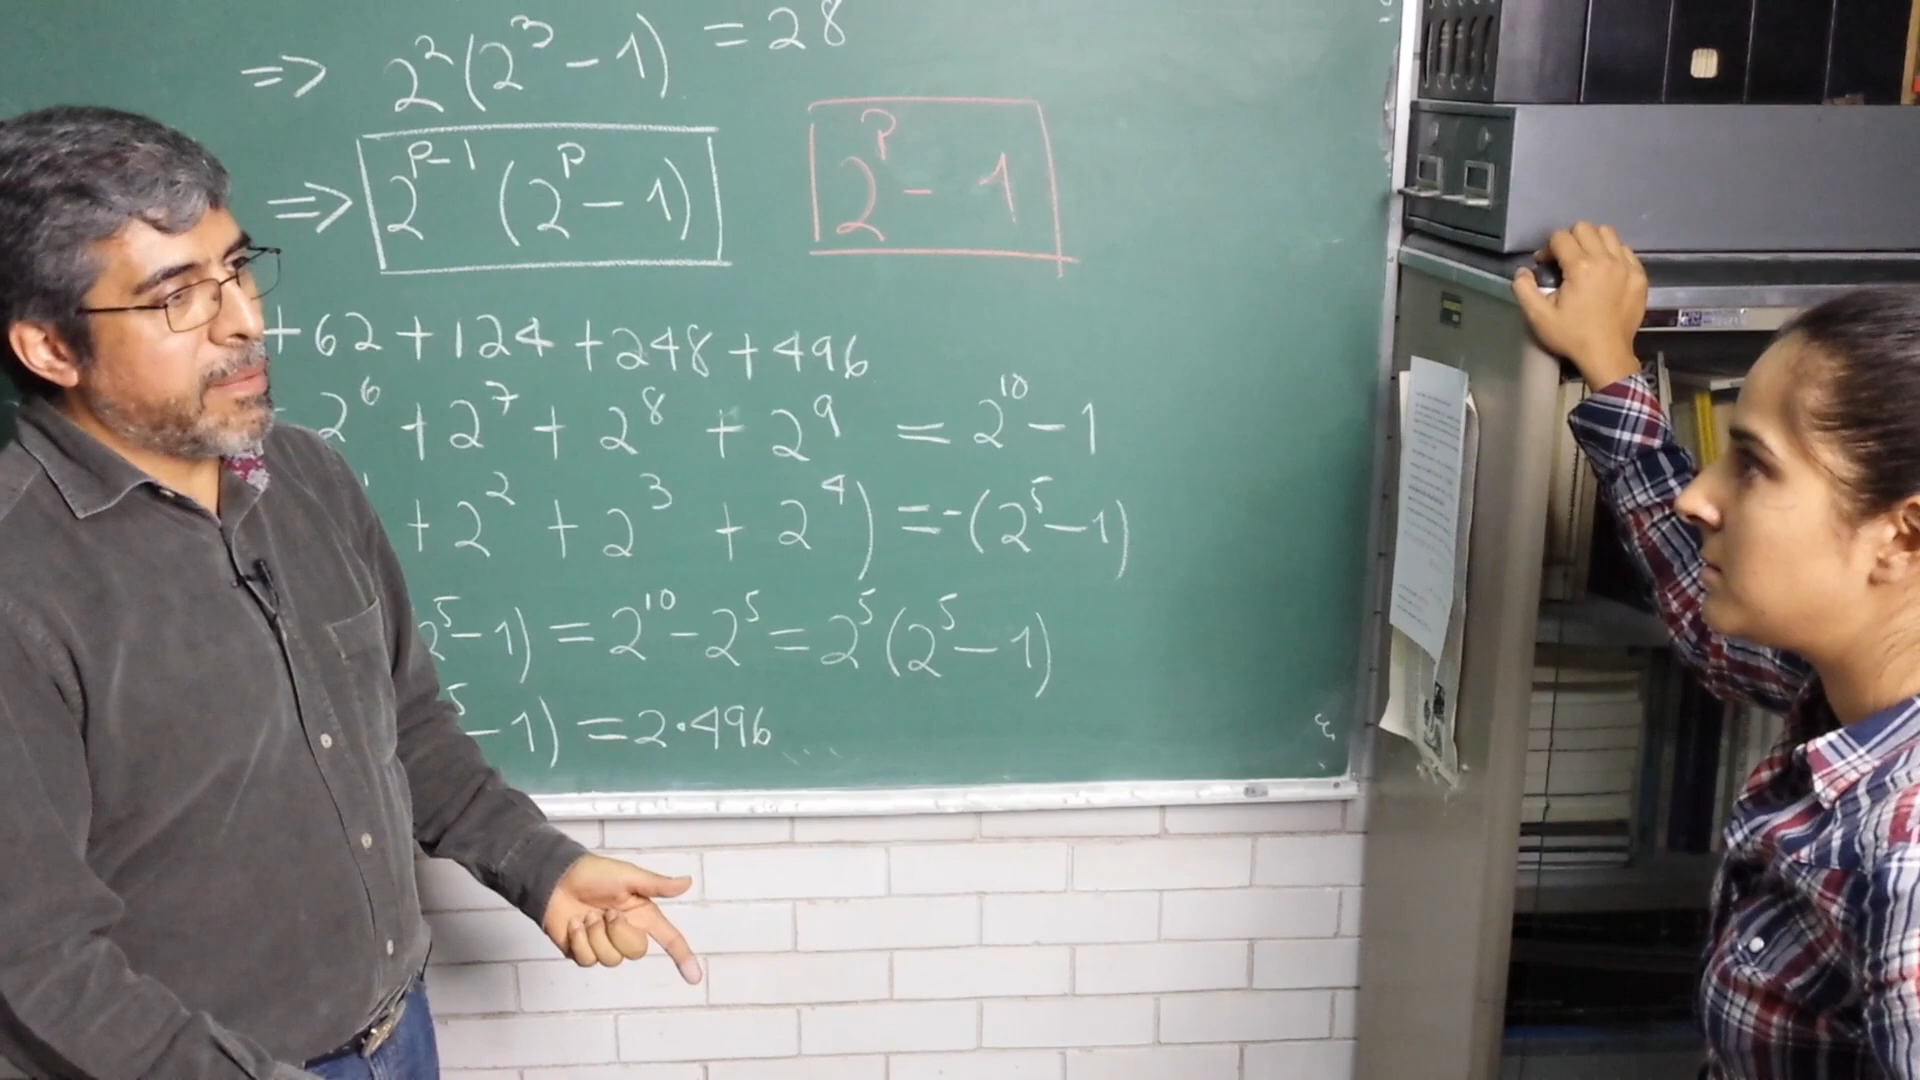 => 2²(2³ - 1) = 28
=> 2^{p-1} (2^p - 1)
2^p - 1
+ 62 + 124 + 248 + 496
2⁶ + 2⁷ + 2⁸ + 2⁹ = 2¹⁰ - 1
+ 2² + 2³ + 2⁴) = -(2⁵ - 1)
2⁵ - 1) = 2¹⁰ - 2⁵ = 2⁵(2⁵ - 1)
⁵ - 1) = 2·496